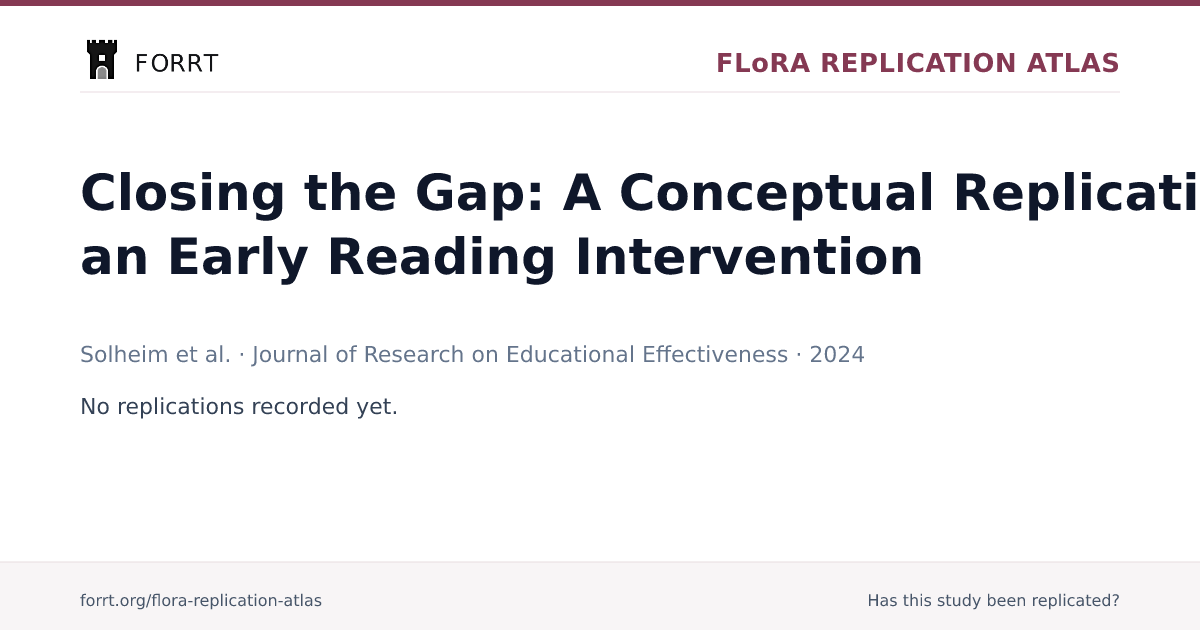 FORRT
FLoRA REPLICATION ATLAS
Closing the Gap: A Conceptual Replicati
an Early Reading Intervention
Solheim et al. · Journal of Research on Educational Effectiveness · 2024
No replications recorded yet.
forrt.org/flora-replication-atlas
Has this study been replicated?